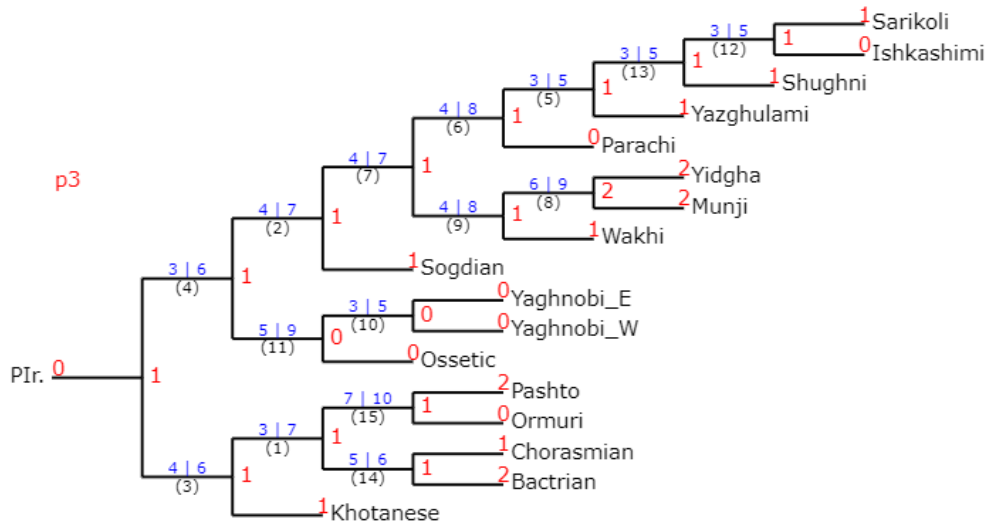 1 Sarikoli
3 | 5
(12)
1
0 Ishkashimi
3 | 5
(13)
1
1 Shughni
3 | 5
(5)
1
1 Yazghulami
4 | 8
(6)
1
0 Parachi
4 | 7
(7)
1
p3
6 | 9
(8)
2
2 Yidgha
2 Munji
4 | 8
(9)
1
1 Wakhi
4 | 7
(2)
1
1 Sogdian
3 | 6
(4)
1
3 | 5
(10)
0
0 Yaghnobi_E
0 Yaghnobi_W
5 | 9
(11)
0
0 Ossetic
PIr. 0
1
7 | 10
(15)
1
2 Pashto
0 Ormuri
3 | 7
(1)
1
5 | 6
(14)
1
1 Chorasmian
2 Bactrian
4 | 6
(3)
1
1 Khotanese